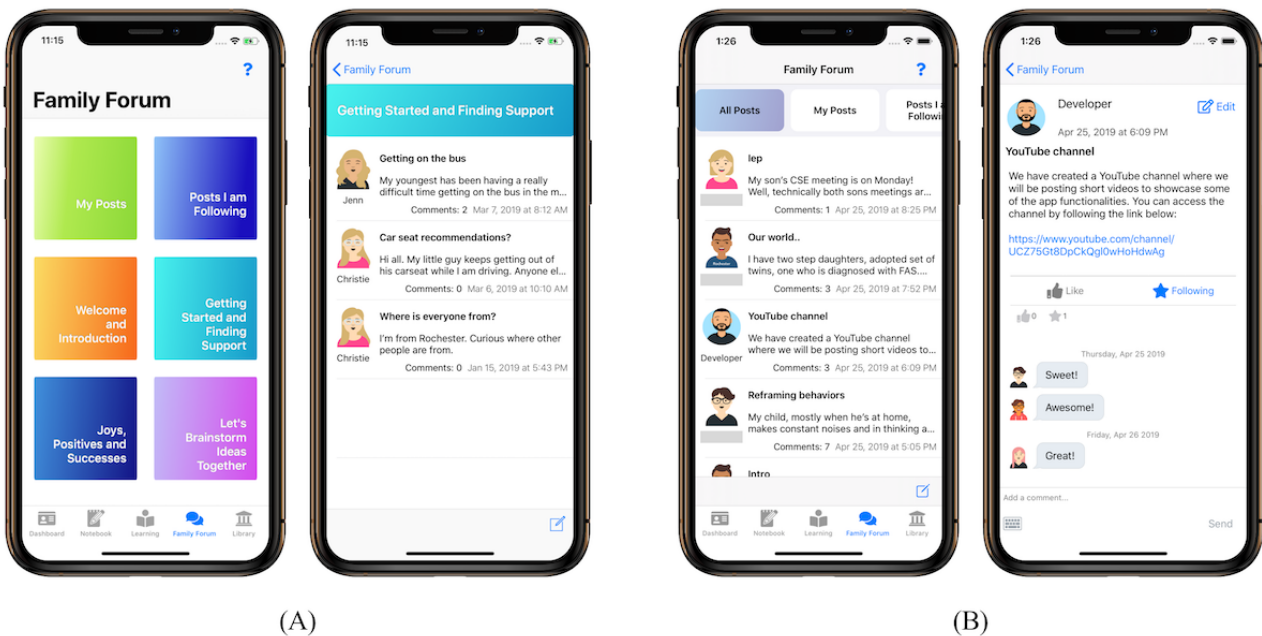 11:15
?
Family Forum
My Posts
Posts I am
Following
Welcome
and
Introduction
Getting
Started and
Finding
Support
Joys,
Positives and
Successes
Let's
Brainstorm
Ideas
Together
Dashboard
Notebook
Learning
Family Forum
Library
11:15
Family Forum
Getting Started and Finding Support
Getting on the bus
My youngest has been having a really
difficult time getting on the bus in the m...
Jenn
Comments: 2 Mar 7, 2019 at 8:12 AM
Car seat recommendations?
Hi all. My little guy keeps getting out of
his carseat while I am driving. Anyone el...
Christie
Comments: 0 Mar 6, 2019 at 10:10 AM
Where is everyone from?
I'm from Rochester. Curious where other
people are from.
Christie
Comments: 0 Jan 15, 2019 at 5:43 PM
(A)
1:26
Family Forum
?
All Posts
My Posts
Posts I a
Followi
Iep
My son's CSE meeting is on Monday!
Well, technically both sons meetings ar...
Comments: 1 Apr 25, 2019 at 8:25 PM
Our world..
I have two step daughters, adopted set of
twins, one who is diagnosed with FAS....
Rochester
Comments: 3 Apr 25, 2019 at 7:52 PM
YouTube channel
We have created a YouTube channel
where we will be posting short videos to...
Developer
Comments: 3 Apr 25, 2019 at 6:09 PM
Reframing behaviors
My child, mostly when he's at home,
makes constant noises and in thinking a...
Comments: 7 Apr 25, 2019 at 5:05 PM
Intro
Dashboard
Notebook
Learning
Family Forum
Library
1:26
Family Forum
Developer
Edit
Apr 25, 2019 at 6:09 PM
YouTube channel
We have created a YouTube channel where we
will be posting short videos to showcase some
of the app functionalities. You can access the
channel by following the link below:
https://www.youtube.com/channel/
UCZ75Gt8DpCkQgl0wHoHdwAg
Like
Following
0
1
Thursday, Apr 25 2019
Sweet!
Awesome!
Friday, Apr 26 2019
Great!
Add a comment...
Send
(B)